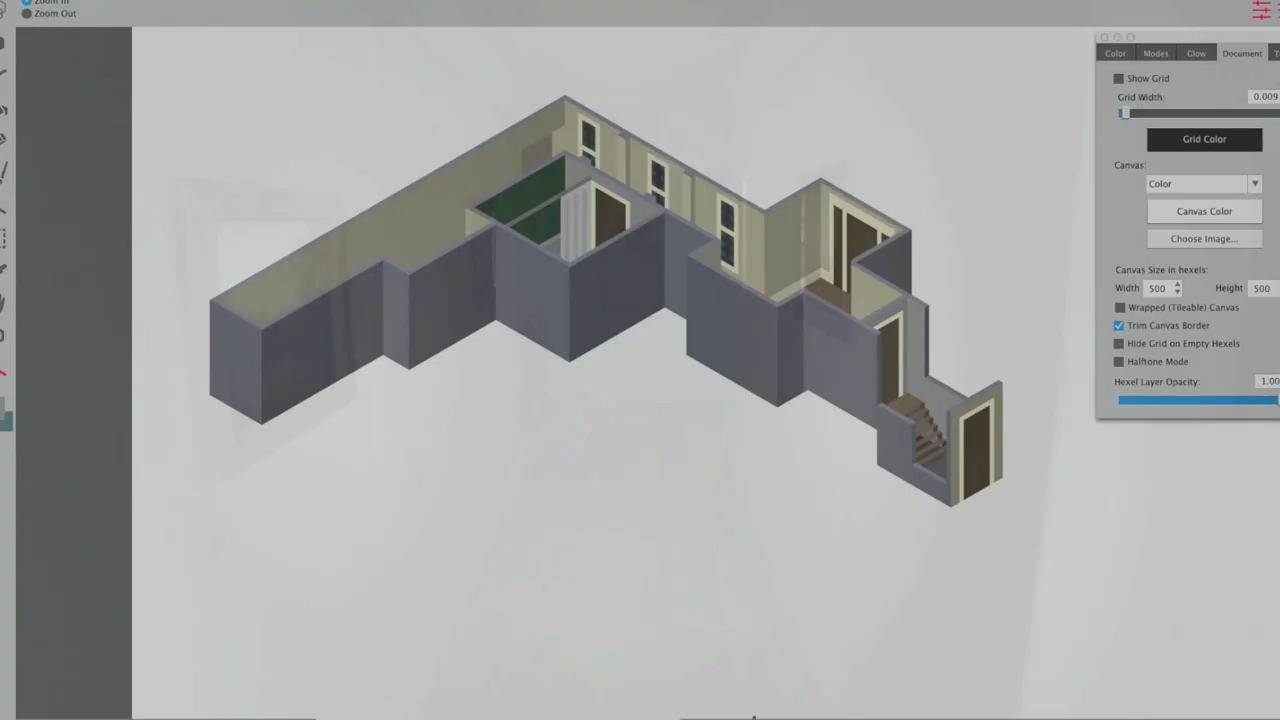 Zoom In
Zoom Out
Color Modes Glow Document
Show Grid
Grid Width: 0.009
Grid Color
Canvas:
Color
Canvas Color
Choose Image...
Canvas Size in hexels:
Width 500 Height 500
Wrapped (Tileable) Canvas
Trim Canvas Border
Hide Grid on Empty Hexels
Halftone Mode
Hexel Layer Opacity: 1.00